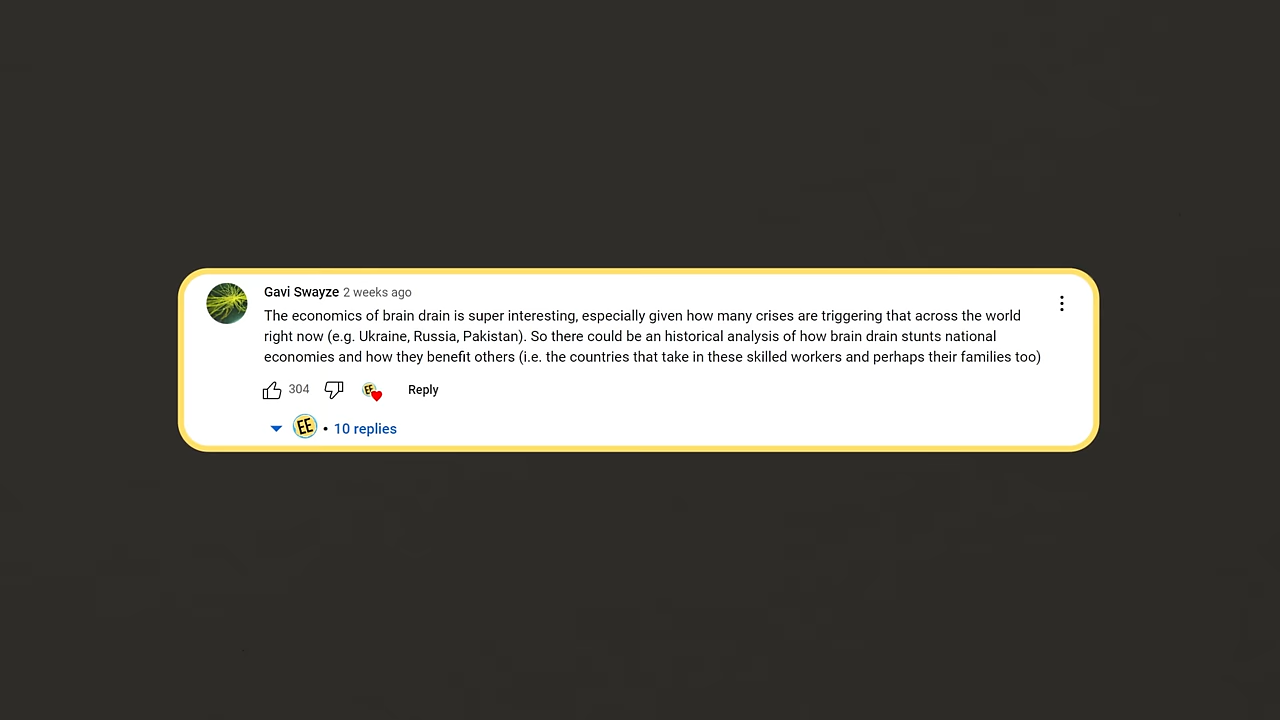 Gavi Swayze 2 weeks ago
The economics of brain drain is super interesting, especially given how many crises are triggering that across the world
right now (e.g. Ukraine, Russia, Pakistan). So there could be an historical analysis of how brain drain stunts national
economies and how they benefit others (i.e. the countries that take in these skilled workers and perhaps their families too)
304 EE Reply
EE • 10 replies